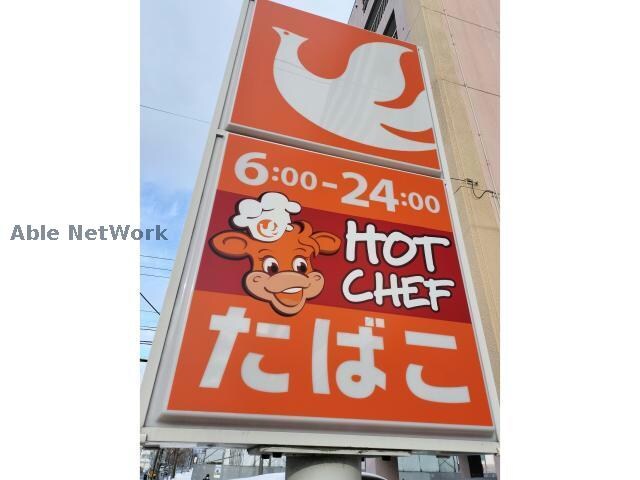 6:00-24:00
HOT
CHEF
たばこ
Able NetWork